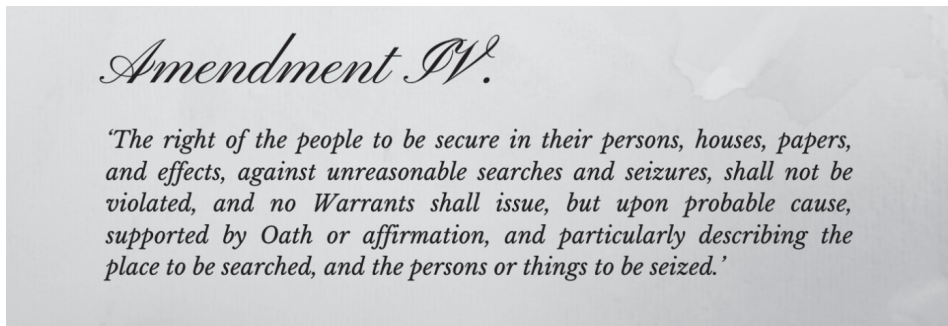 Amendment IV.
‘The right of the people to be secure in their persons, houses, papers,
and effects, against unreasonable searches and seizures, shall not be
violated, and no Warrants shall issue, but upon probable cause,
supported by Oath or affirmation, and particularly describing the
place to be searched, and the persons or things to be seized.’